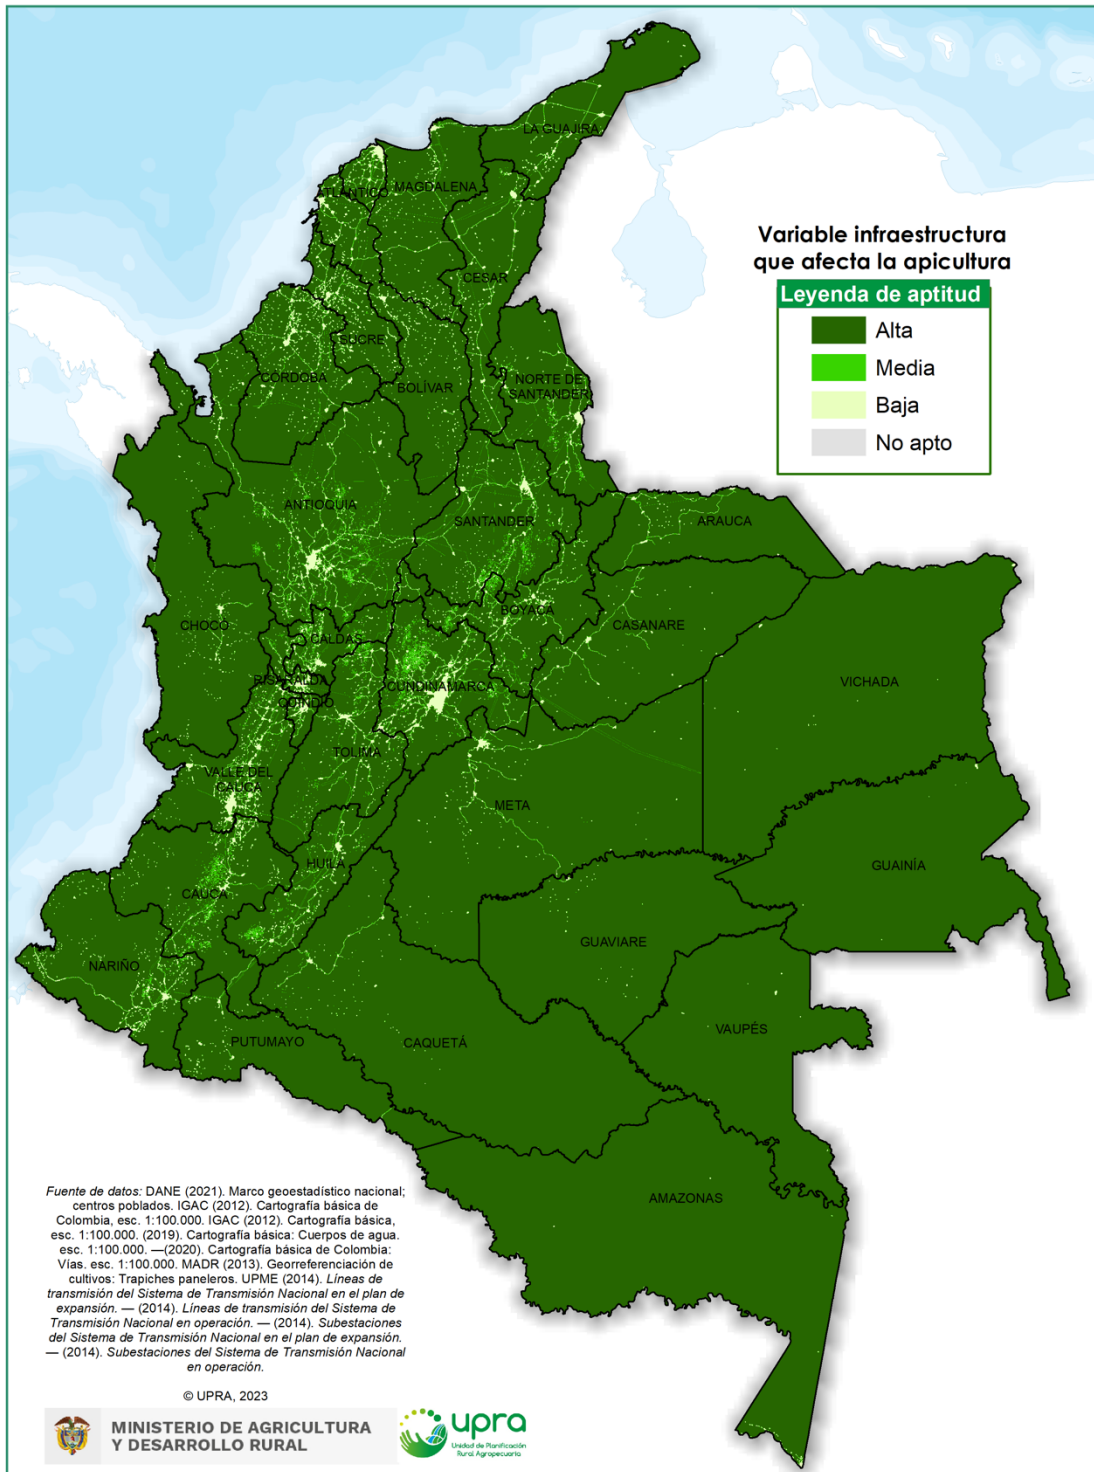 LA GUAJIRA
ATLÁNTICO
MAGDALENA
CESAR
SUCRE
CÓRDOBA
BOLÍVAR
NORTE DE
SANTANDER
ANTIOQUIA
SANTANDER
ARAUCA
BOYACÁ
CHOCÓ
CALDAS
CASANARE
RISARALDA
CUNDINAMARCA
QUINDIO
VICHADA
TOLIMA
VALLE DEL
CAUCA
META
HUILA
GUAINÍA
CAUCA
GUAVIARE
NARIÑO
VAUPÉS
PUTUMAYO
CAQUETÁ
AMAZONAS
Variable infraestructura
que afecta la apicultura
Leyenda de aptitud
Alta
Media
Baja
No apto
Fuente de datos: DANE (2021). Marco geoestadístico nacional;
centros poblados. IGAC (2012). Cartografía básica de
Colombia, esc. 1:100.000. IGAC (2012). Cartografía básica,
esc. 1:100.000. (2019). Cartografía básica: Cuerpos de agua.
esc. 1:100.000. —(2020). Cartografía básica de Colombia:
Vías. esc. 1:100.000. MADR (2013). Georreferenciación de
cultivos: Trapiches paneleros. UPME (2014). Líneas de
transmisión del Sistema de Transmisión Nacional en el plan de
expansión. — (2014). Líneas de transmisión del Sistema de
Transmisión Nacional en operación. — (2014). Subestaciones
del Sistema de Transmisión Nacional en el plan de expansión.
— (2014). Subestaciones del Sistema de Transmisión Nacional
en operación.
© UPRA, 2023
MINISTERIO DE AGRICULTURA
Y DESARROLLO RURAL
upra
Unidad de Planificación
Rural Agropecuaria